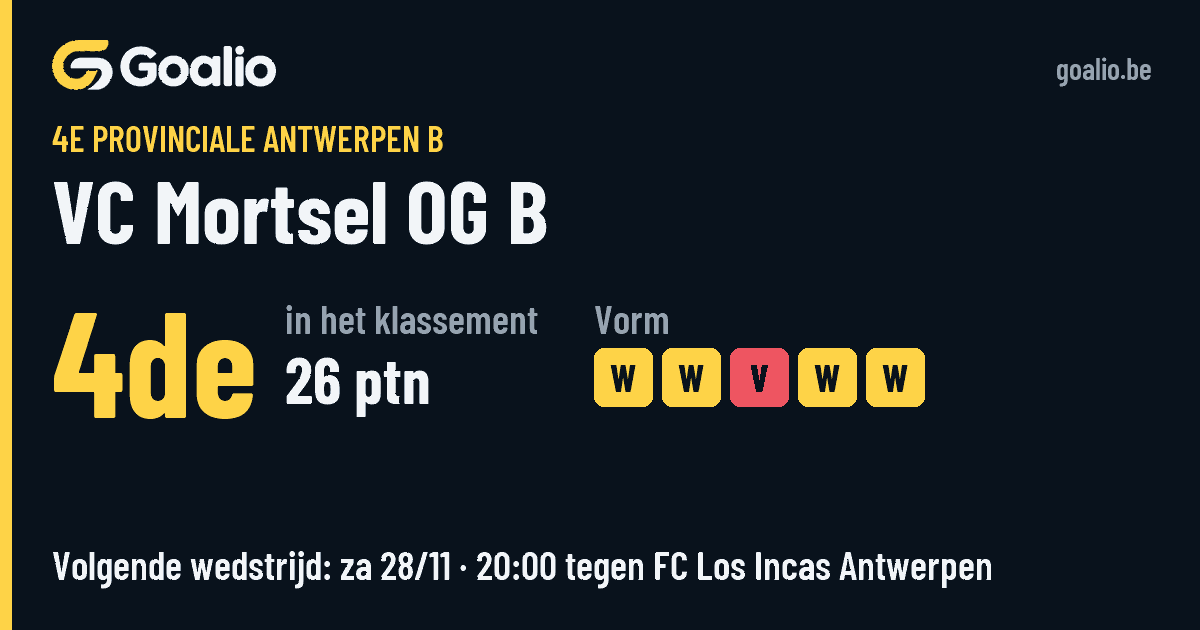 Goalio
goalio.be
4E PROVINCIALE ANTWERPEN B
VC Mortsel OG B
4de
in het klassement
26 ptn
Vorm
W W V W W
Volgende wedstrijd: za 28/11 · 20:00 tegen FC Los Incas Antwerpen